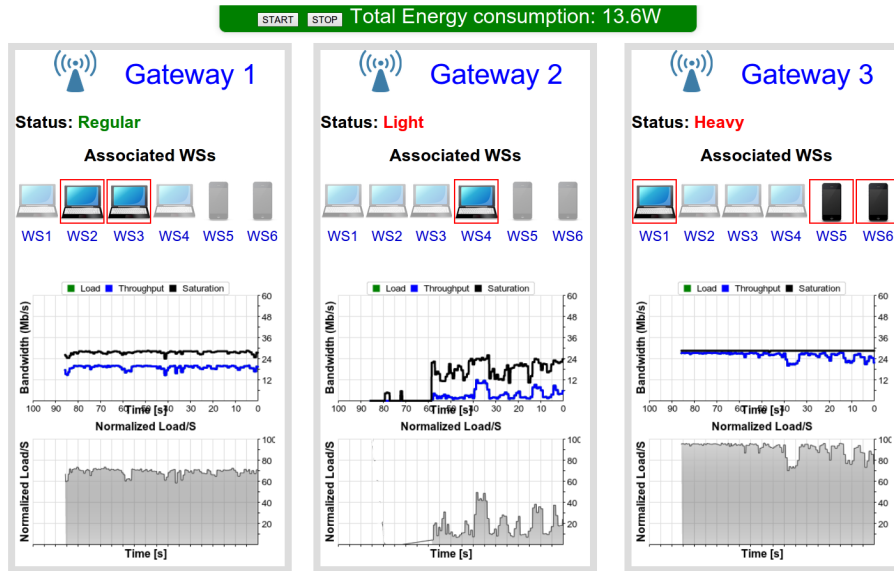 START STOP Total Energy consumption: 13.6W
Gateway 1
Status: Regular
Associated WSs
WS1 WS2 WS3 WS4 WS5 WS6
Load Throughput Saturation
Bandwidth (Mb/s)
60
48
36
24
12
100 90 80 70 60 50 40 30 20 10 0
Time [s]
Normalized Load/S
Normalized Load/S
100
80
60
40
20
Time [s]
Gateway 2
Status: Light
Associated WSs
WS1 WS2 WS3 WS4 WS5 WS6
Load Throughput Saturation
Bandwidth (Mb/s)
60
48
36
24
12
100 90 80 70 60 50 40 30 20 10 0
Time [s]
Normalized Load/S
Normalized Load/S
100
80
60
40
20
Time [s]
Gateway 3
Status: Heavy
Associated WSs
WS1 WS2 WS3 WS4 WS5 WS6
Load Throughput Saturation
Bandwidth (Mb/s)
60
48
36
24
12
100 90 80 70 60 50 40 30 20 10 0
Time [s]
Normalized Load/S
Normalized Load/S
100
80
60
40
20
Time [s]